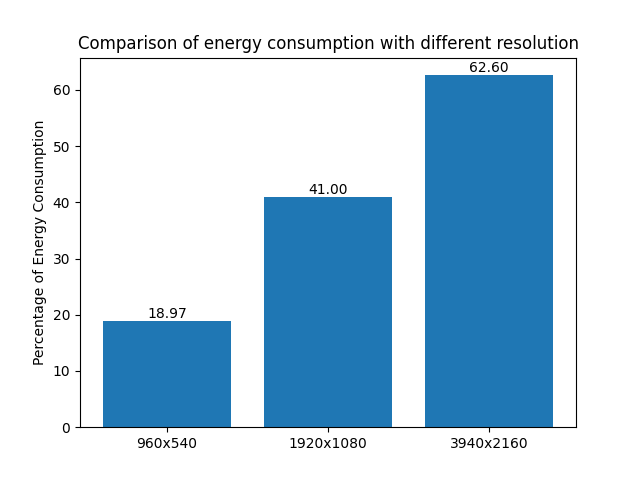 Comparison of energy consumption with different resolution
Percentage of Energy Consumption
60
50
40
30
20
10
0
18.97
41.00
62.60
960x540
1920x1080
3940x2160